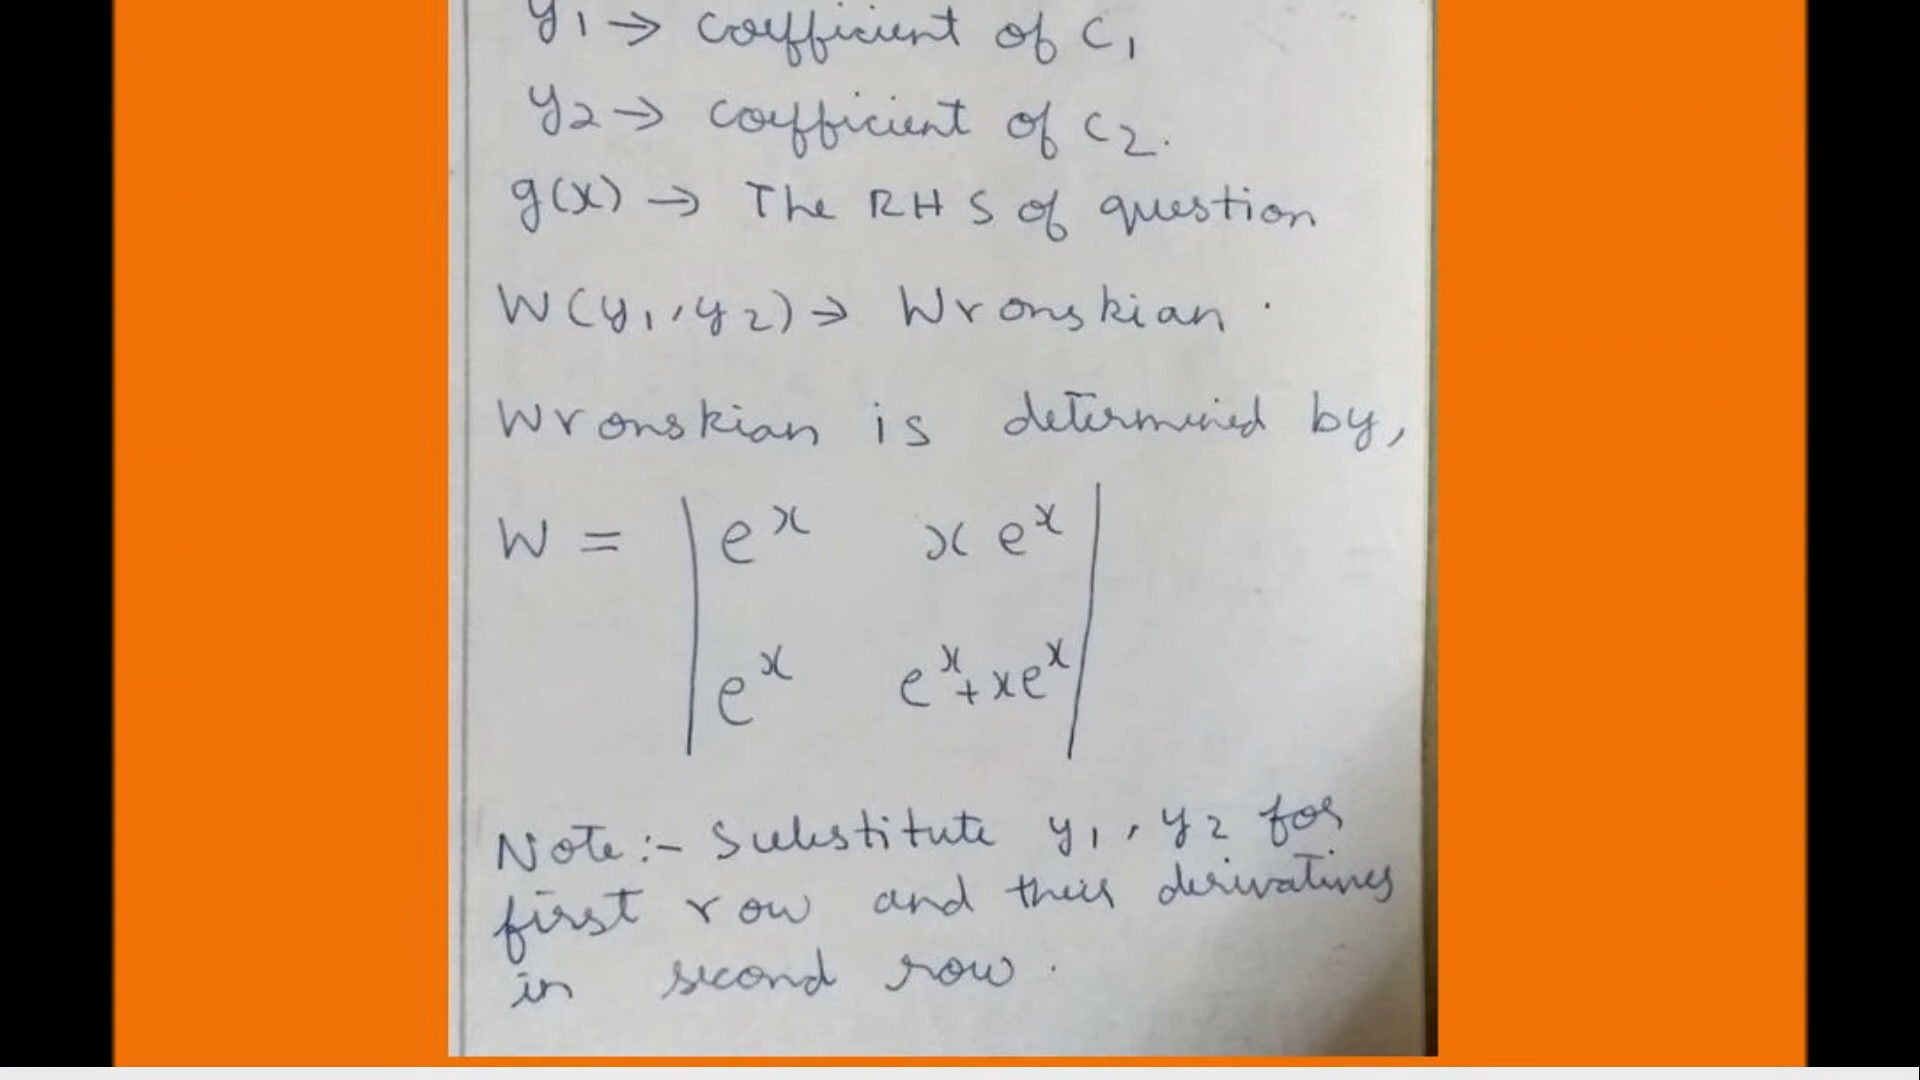 y1 → coefficient of c1
y2 → coefficient of c2.
g(x) → The RHS of question
W(y1, y2) → Wronskian.
Wronskian is determined by,
W = | e^x   x e^x |
| e^x   e^x + xe^x |
Note:- Substitute y1, y2 for
first row and their derivatives
in second row.